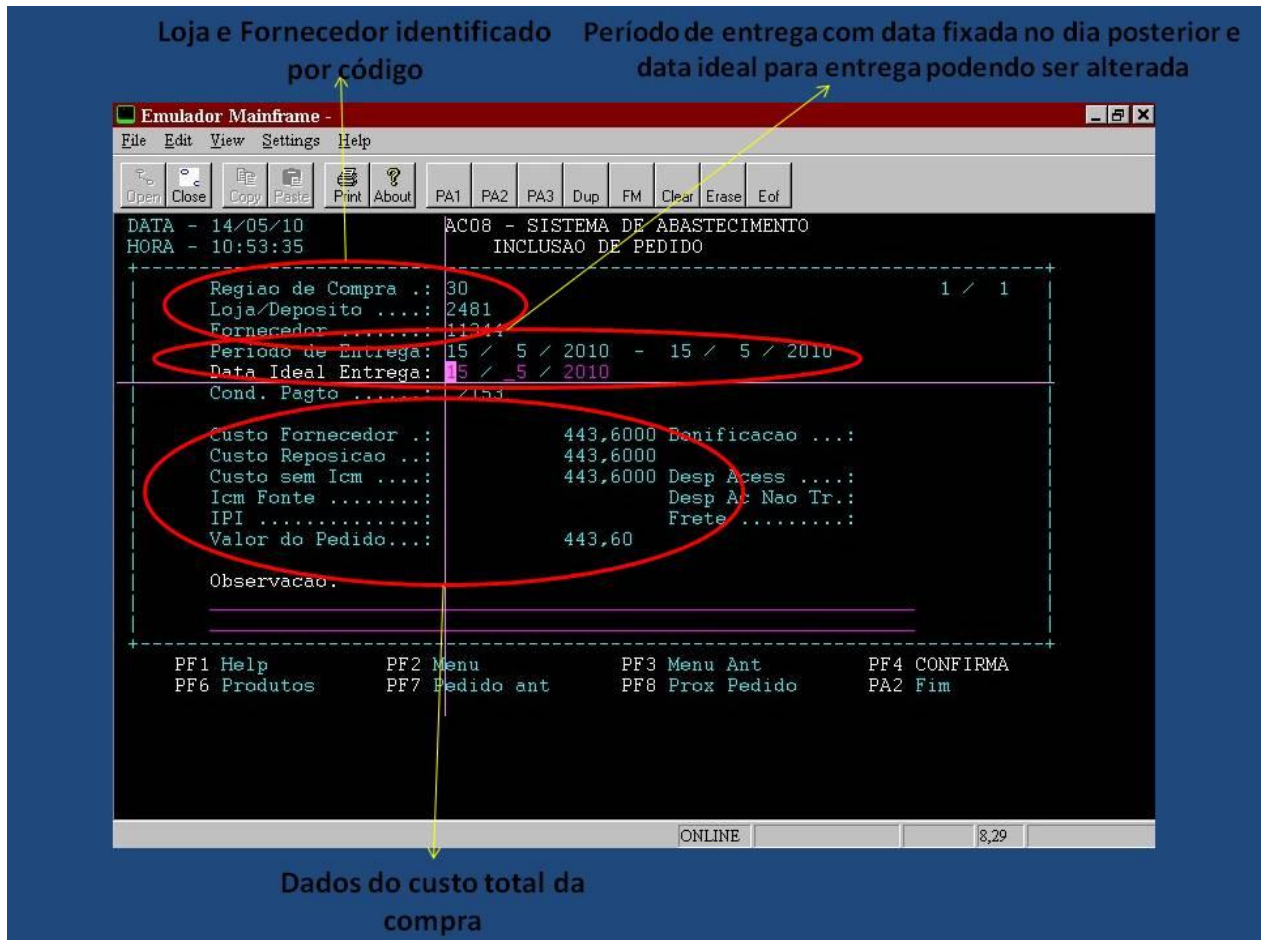 Loja e Fornecedor identificado
por código
Período de entrega com data fixada no dia posterior e
data ideal para entrega podendo ser alterada
Emulador Mainframe -
File Edit View Settings Help
Open Close Copy Paste Print About PA1 PA2 PA3 Dup FM Clear Erase Eof
DATA - 14/05/10 AC08 - SISTEMA DE ABASTECIMENTO
HORA - 10:53:35 INCLUSAO DE PEDIDO
Regiao de Compra .: 30 1 / 1
Loja/Deposito ....: 2481
Fornecedor .......: 11344
Periodo de Entrega: 15 / 5 / 2010 - 15 / 5 / 2010
Data Ideal Entrega: 15 / _5 / 2010
Cond. Pagto ......:
Custo Fornecedor .: 443,6000 Bonificacao ...:
Custo Reposicao ..: 443,6000
Custo sem Icm ....: 443,6000 Desp Acess ....:
Icm Fonte ........: Desp Ac Nao Tr.:
IPI ..............: Frete .........:
Valor do Pedido...: 443,60
Observacao:
PF1 Help PF2 Menu PF3 Menu Ant PF4 CONFIRMA
PF6 Produtos PF7 Pedido ant PF8 Prox Pedido PA2 Fim
ONLINE 8,29
Dados do custo total da
compra